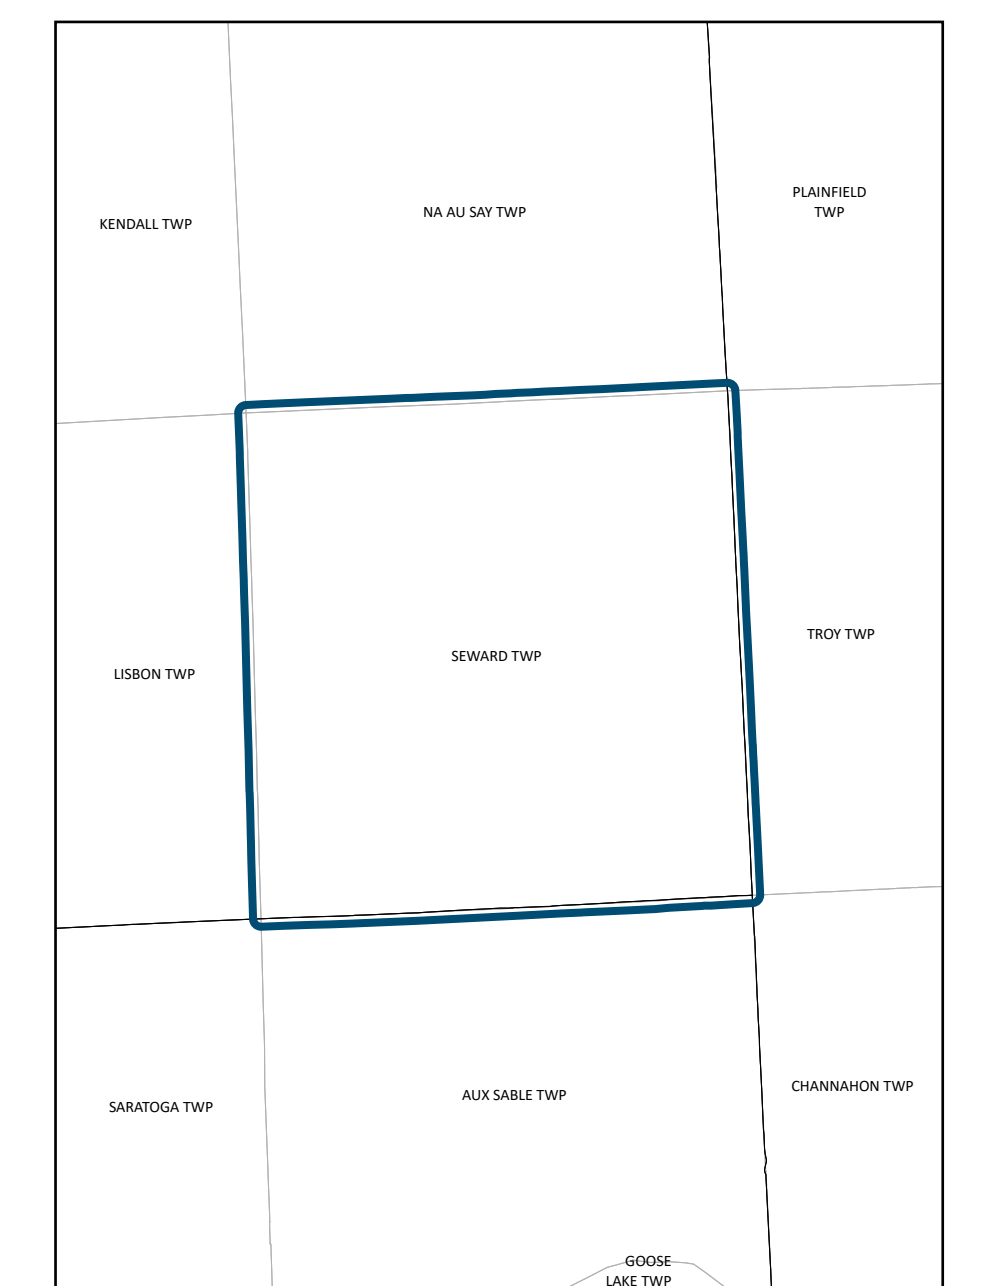 PLAINFIELD
TWP
NA AU SAY TWP
KENDALL TWP
TROY TWP
SEWARD TWP
LISBON TWP
CHANNAHON TWP
AUX SABLE TWP
SARATOGA TWP
GOOSE
LAKE TWP